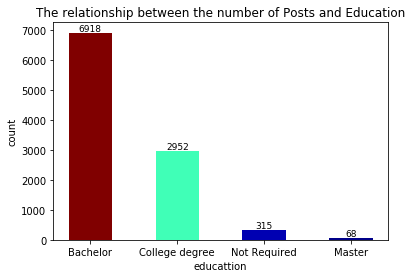 The relationship between the number of Posts and Education
7000
6000
5000
4000
3000
2000
1000
0
count
6918
2952
315
68
Bachelor
College degree
Not Required
Master
educattion